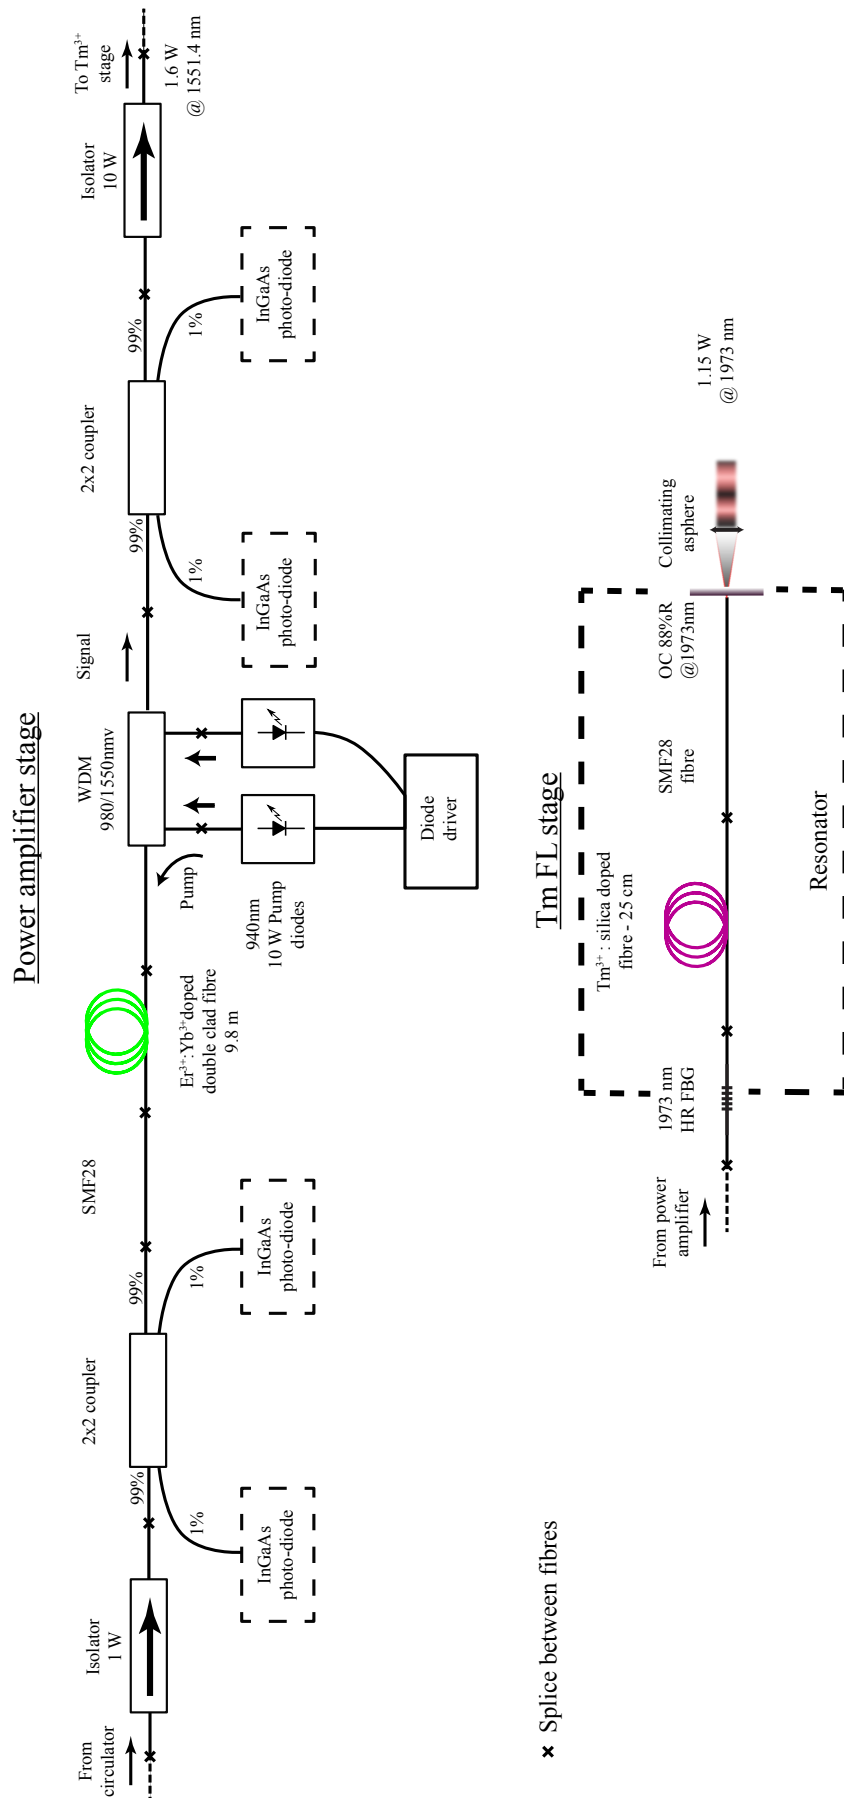 Power amplifier stage
From
circulator
Isolator
1 W
99%
2x2 coupler
99%
1%
1%
InGaAs
photo-diode
InGaAs
photo-diode
SMF28
Er³⁺:Yb³⁺doped
double clad fibre
9.8 m
Pump
940nm
10 W Pump
diodes
WDM
980/1550nmv
Diode
driver
Signal
99%
2x2 coupler
99%
1%
1%
InGaAs
photo-diode
InGaAs
photo-diode
Isolator
10 W
To Tm³⁺
stage
1.6 W
@ 1551.4 nm
Tm FL stage
From power
amplifier
1973 nm
HR FBG
Tm³⁺ : silica doped
fibre - 25 cm
SMF28
fibre
OC 88%R
@1973nm
Collimating
asphere
1.15 W
@ 1973 nm
Resonator
× Splice between fibres